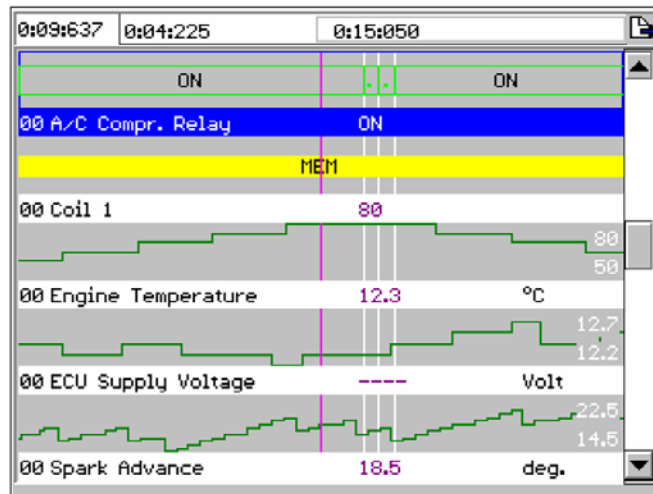 0:09:637 0:04:225 0:15:050
ON . . ON
00 A/C Compr. Relay ON
MEM
00 Coil 1 80
80
50
00 Engine Temperature 12.3 °C
12.7
12.2
00 ECU Supply Voltage ---- Volt
22.5
14.5
00 Spark Advance 18.5 deg.